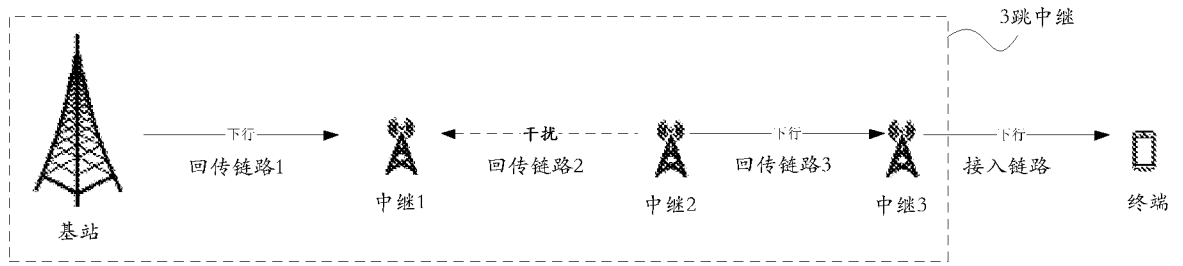 3跳中继
下行
干扰
下行
下行
回传链路1
回传链路2
回传链路3
接入链路
中继1
中继2
中继3
终端
基站